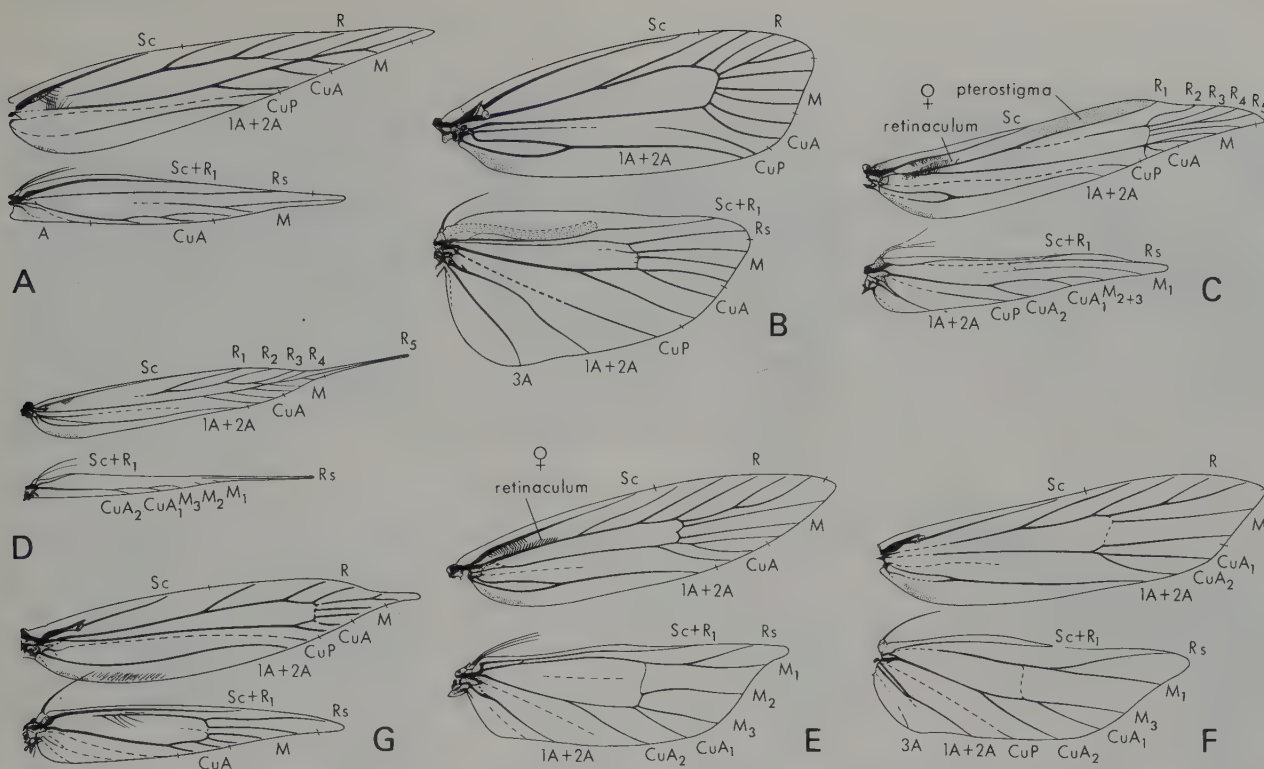 Sc
R
M
CuA
CuP
1A+2A
Sc+R₁
Rs
M
CuA
A
A
Sc
R
M
CuA
CuP
1A+2A
Sc+R₁
Rs
M
CuA
CuP
1A+2A
3A
B
♀ pterostigma
retinaculum
Sc
R₁ R₂ R₃ R₄ R₅
M
CuA
CuP
1A+2A
Sc+R₁
Rs
M₁
M₂₊₃
CuA₁
CuA₂
CuP
1A+2A
C
Sc
R₁ R₂ R₃ R₄
R₅
M
CuA
1A+2A
Sc+R₁
Rs
CuA₂ CuA₁ M₃ M₂ M₁
D
♀
retinaculum
Sc
R
M
CuA
1A+2A
Sc+R₁
Rs
M₁
M₂
M₃
CuA₁
CuA₂
1A+2A
E
Sc
R
M
CuA₁
CuA₂
1A+2A
Sc+R₁
Rs
M₁
M₃
CuA₁
CuA₂
CuP
1A+2A
3A
F
Sc
R
M
CuA
CuP
1A+2A
Sc+R₁
Rs
M
CuA
G